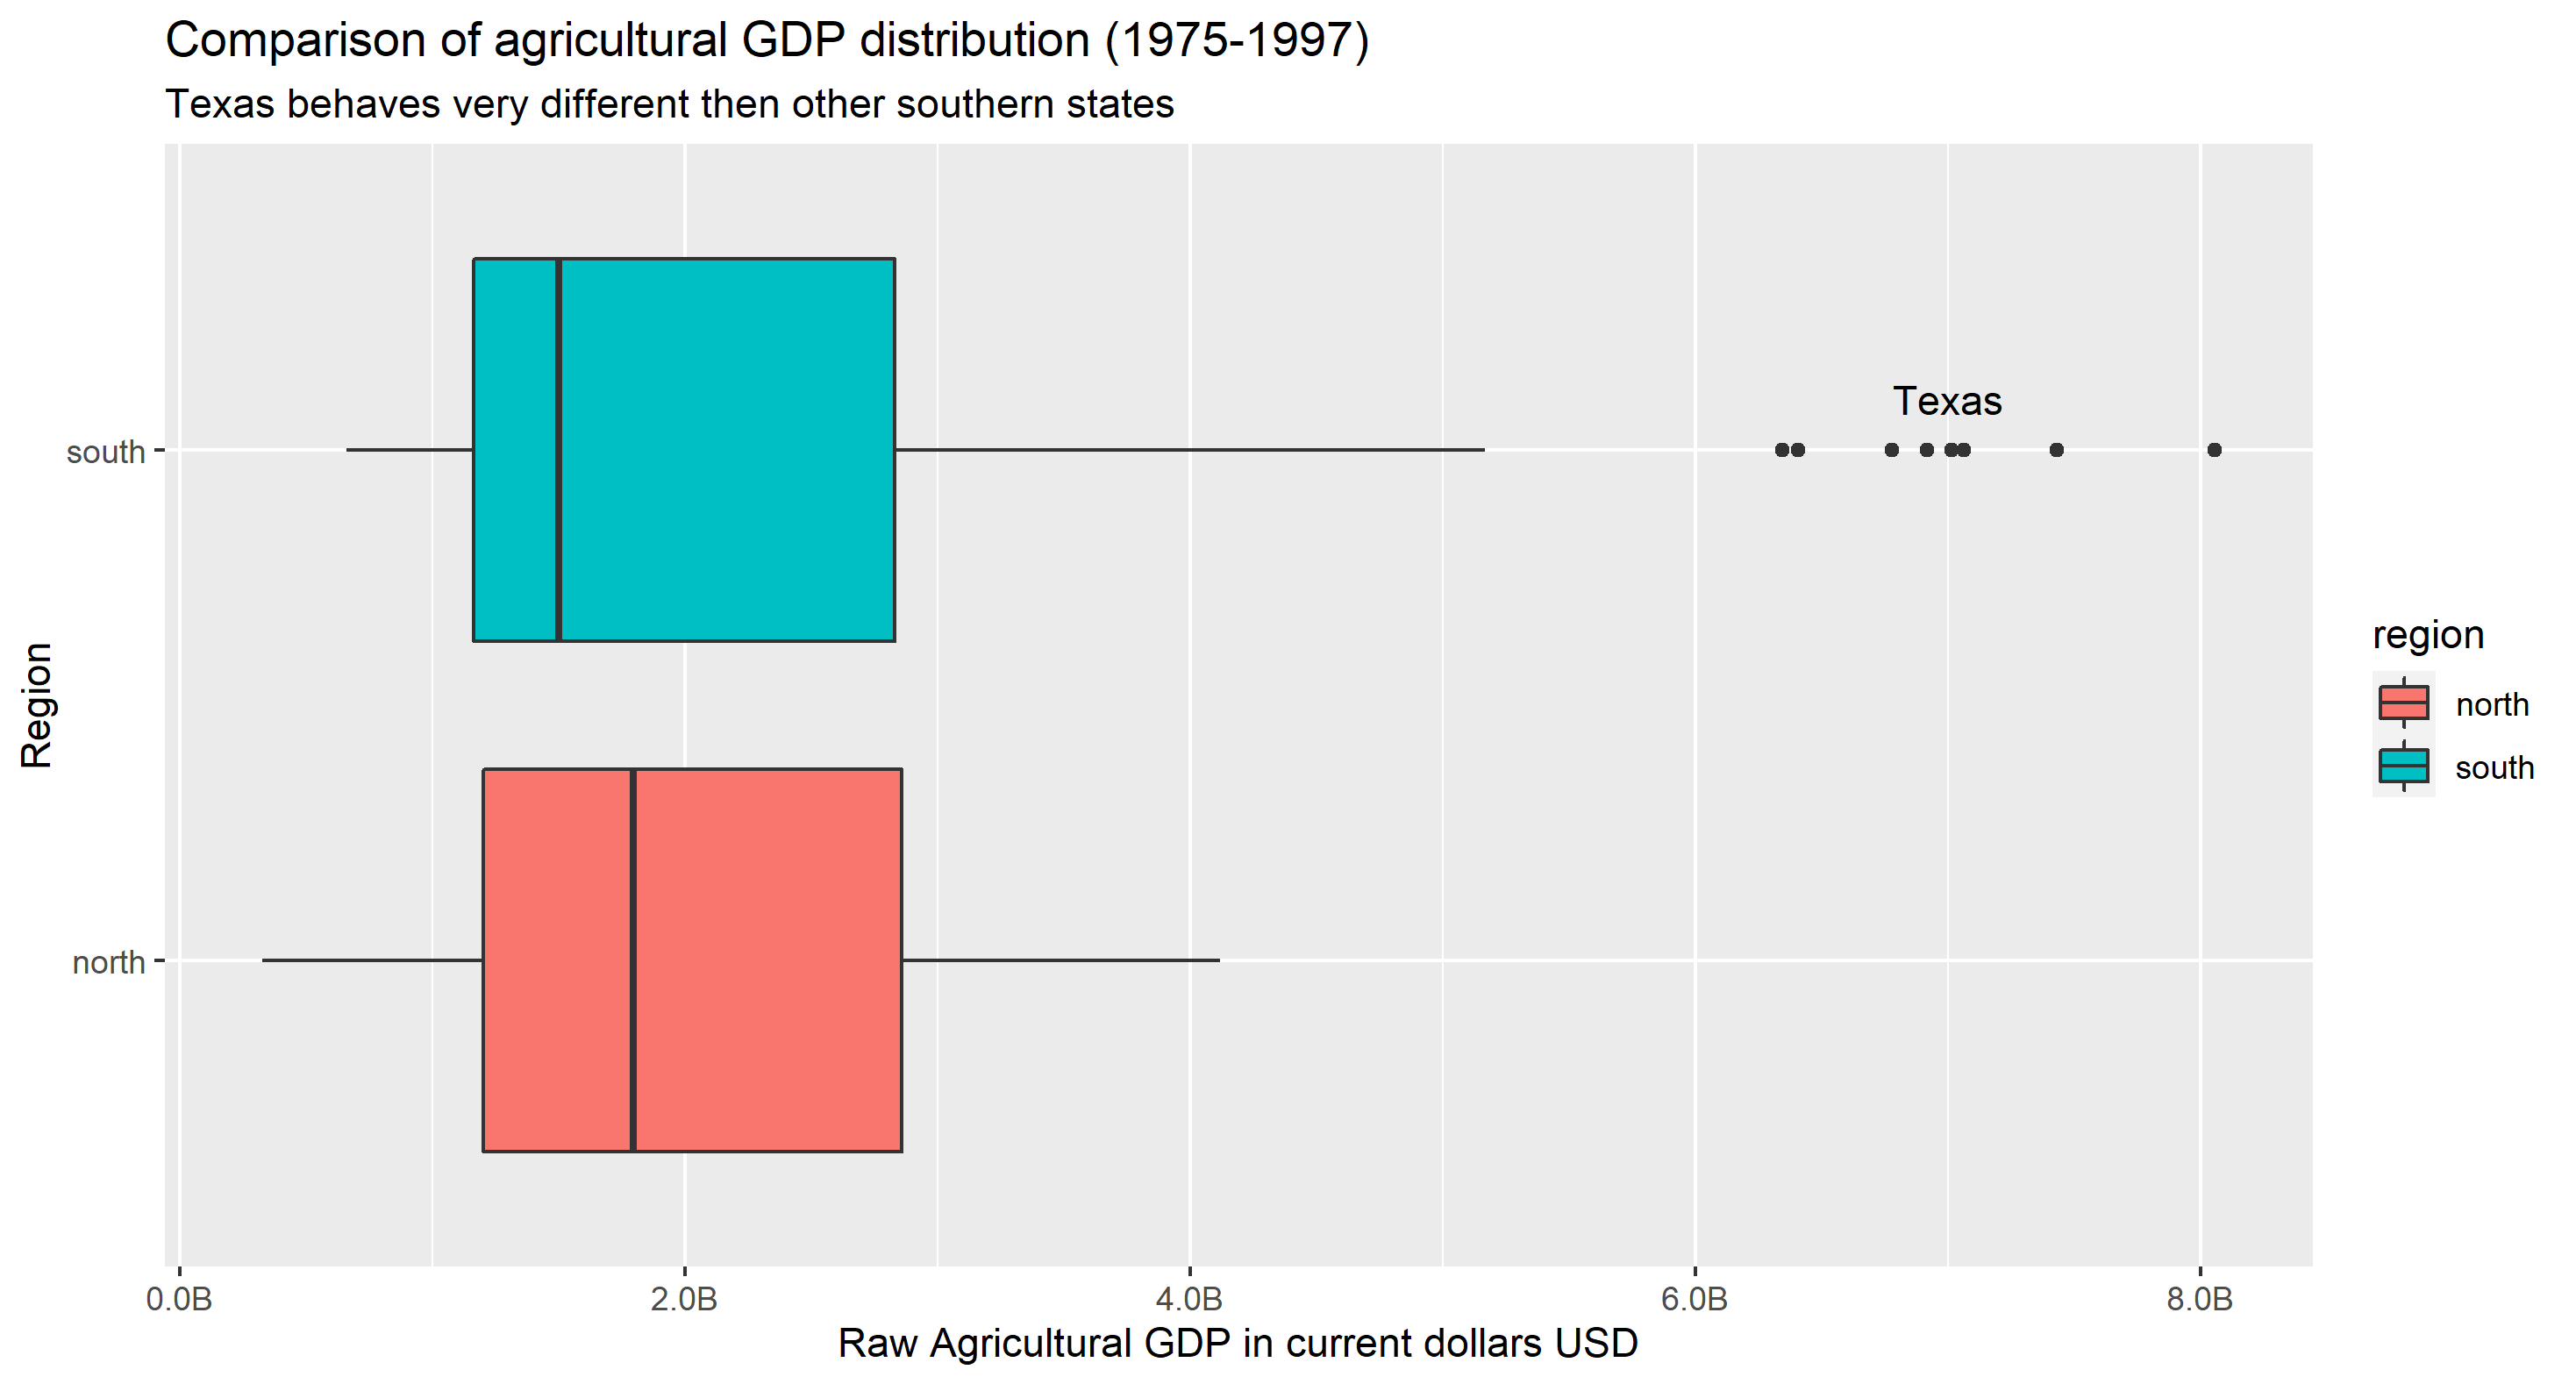 Comparison of agricultural GDP distribution (1975-1997)
Texas behaves very different then other southern states
Texas
south
north
Region
region
north
south
0.0B 2.0B 4.0B 6.0B 8.0B
Raw Agricultural GDP in current dollars USD